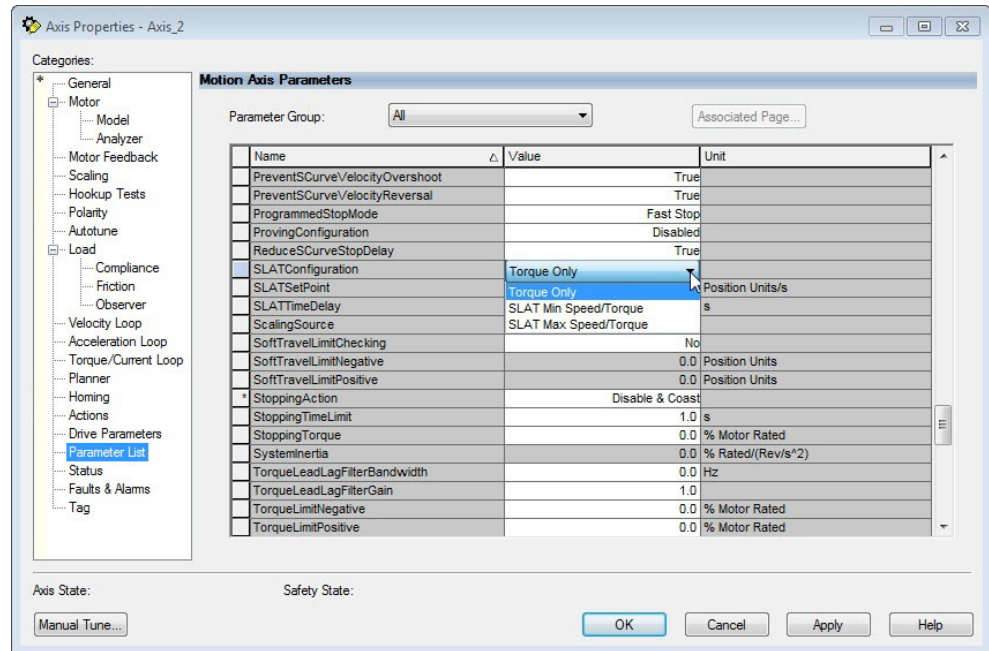 Axis Properties - Axis_2
Categories:
* General
Motor
Model
Analyzer
Motor Feedback
Scaling
Hookup Tests
Polarity
Autotune
Load
Compliance
Friction
Observer
Velocity Loop
Acceleration Loop
Torque/Current Loop
Planner
Homing
Actions
Drive Parameters
Parameter List
Status
Faults & Alarms
Tag
Motion Axis Parameters
Parameter Group: All Associated Page...
Name Value Unit
PreventSCurveVelocityOvershoot True
PreventSCurveVelocityReversal True
ProgrammedStopMode Fast Stop
ProvingConfiguration Disabled
ReduceSCurveStopDelay True
SLATConfiguration Torque Only
SLATSetPoint Torque Only Position Units/s
SLATTimeDelay SLAT Min Speed/Torque s
ScalingSource SLAT Max Speed/Torque
SoftTravelLimitChecking No
SoftTravelLimitNegative 0.0 Position Units
SoftTravelLimitPositive 0.0 Position Units
* StoppingAction Disable & Coast
StoppingTimeLimit 1.0 s
StoppingTorque 0.0 % Motor Rated
SystemInertia 0.0 % Rated/(Rev/s^2)
TorqueLeadLagFilterBandwidth 0.0 Hz
TorqueLeadLagFilterGain 1.0
TorqueLimitNegative 0.0 % Motor Rated
TorqueLimitPositive 0.0 % Motor Rated
Axis State: Safety State:
Manual Tune... OK Cancel Apply Help